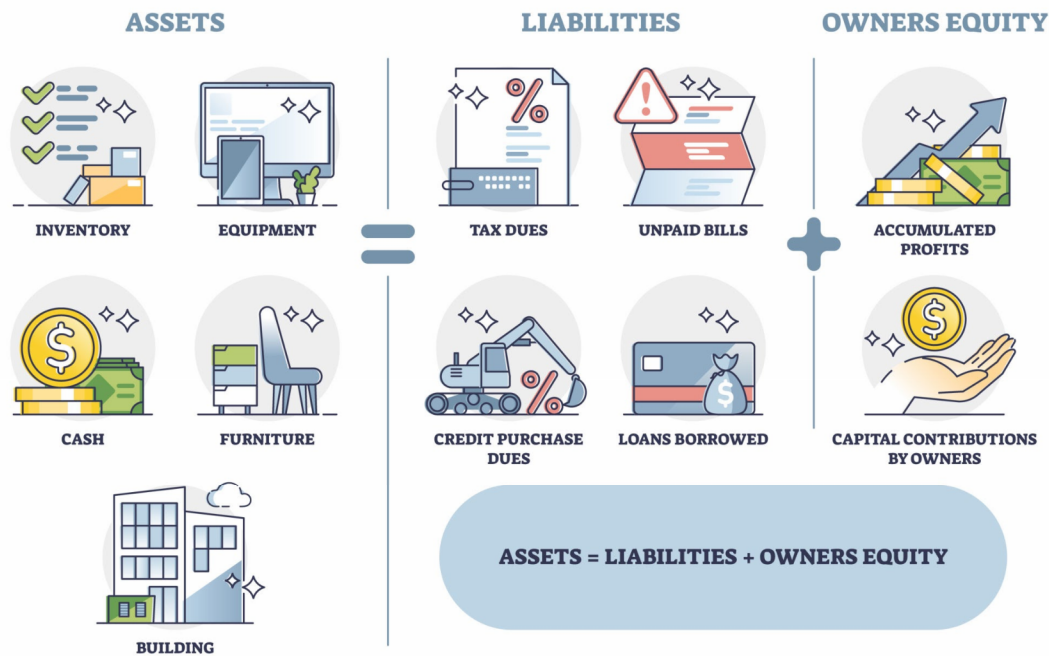 ASSETS
INVENTORY
EQUIPMENT
CASH
FURNITURE
BUILDING
=
LIABILITIES
%
TAX DUES
!
UNPAID BILLS
$
%
CREDIT PURCHASE
DUES
$
LOANS BORROWED
+
OWNERS EQUITY
ACCUMULATED
PROFITS
$
CAPITAL CONTRIBUTIONS
BY OWNERS
ASSETS = LIABILITIES + OWNERS EQUITY